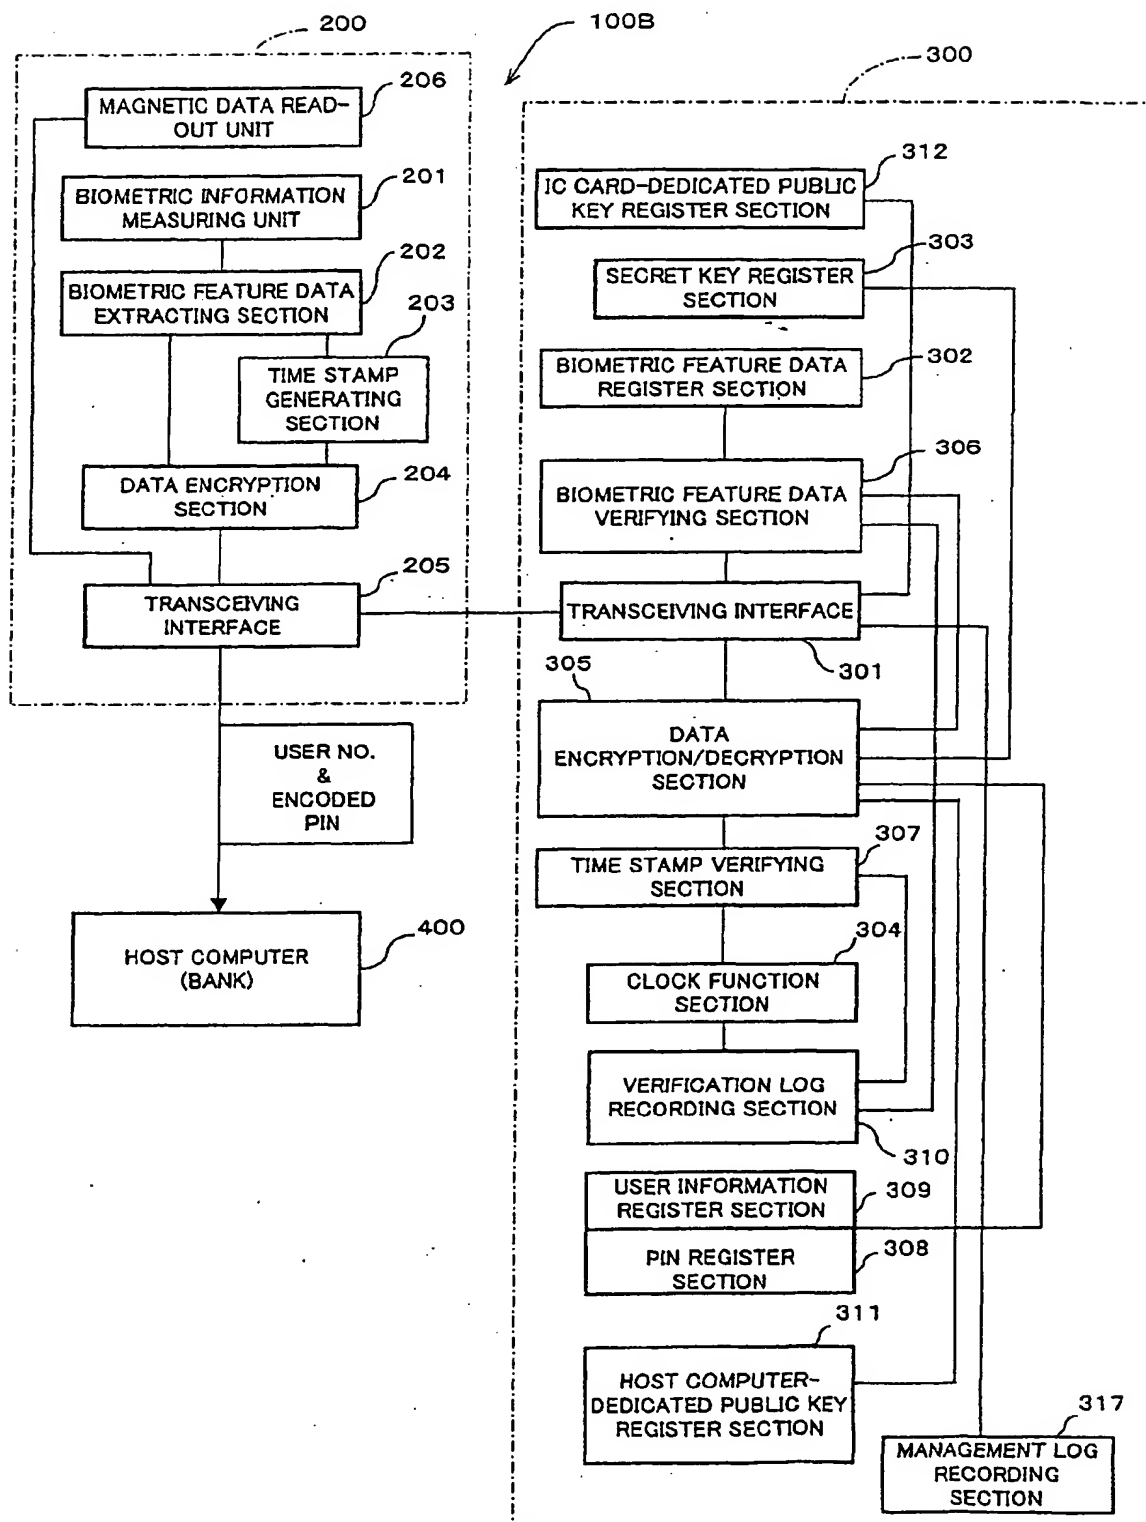 200
100B
300
206
MAGNETIC DATA READ-
OUT UNIT
201
BIOMETRIC INFORMATION
MEASURING UNIT
202
BIOMETRIC FEATURE DATA
EXTRACTING SECTION
203
TIME STAMP
GENERATING
SECTION
204
DATA ENCRYPTION
SECTION
205
TRANSCEIVING
INTERFACE
USER NO.
&
ENCODED
PIN
400
HOST COMPUTER
(BANK)
312
IC CARD-DEDICATED PUBLIC
KEY REGISTER SECTION
303
SECRET KEY REGISTER
SECTION
302
BIOMETRIC FEATURE DATA
REGISTER SECTION
306
BIOMETRIC FEATURE DATA
VERIFYING SECTION
TRANSCEIVING INTERFACE
301
305
DATA
ENCRYPTION/DECRYPTION
SECTION
307
TIME STAMP VERIFYING
SECTION
304
CLOCK FUNCTION
SECTION
VERIFICATION LOG
RECORDING SECTION
310
USER INFORMATION
REGISTER SECTION
309
PIN REGISTER
SECTION
308
311
HOST COMPUTER-
DEDICATED PUBLIC KEY
REGISTER SECTION
317
MANAGEMENT LOG
RECORDING
SECTION